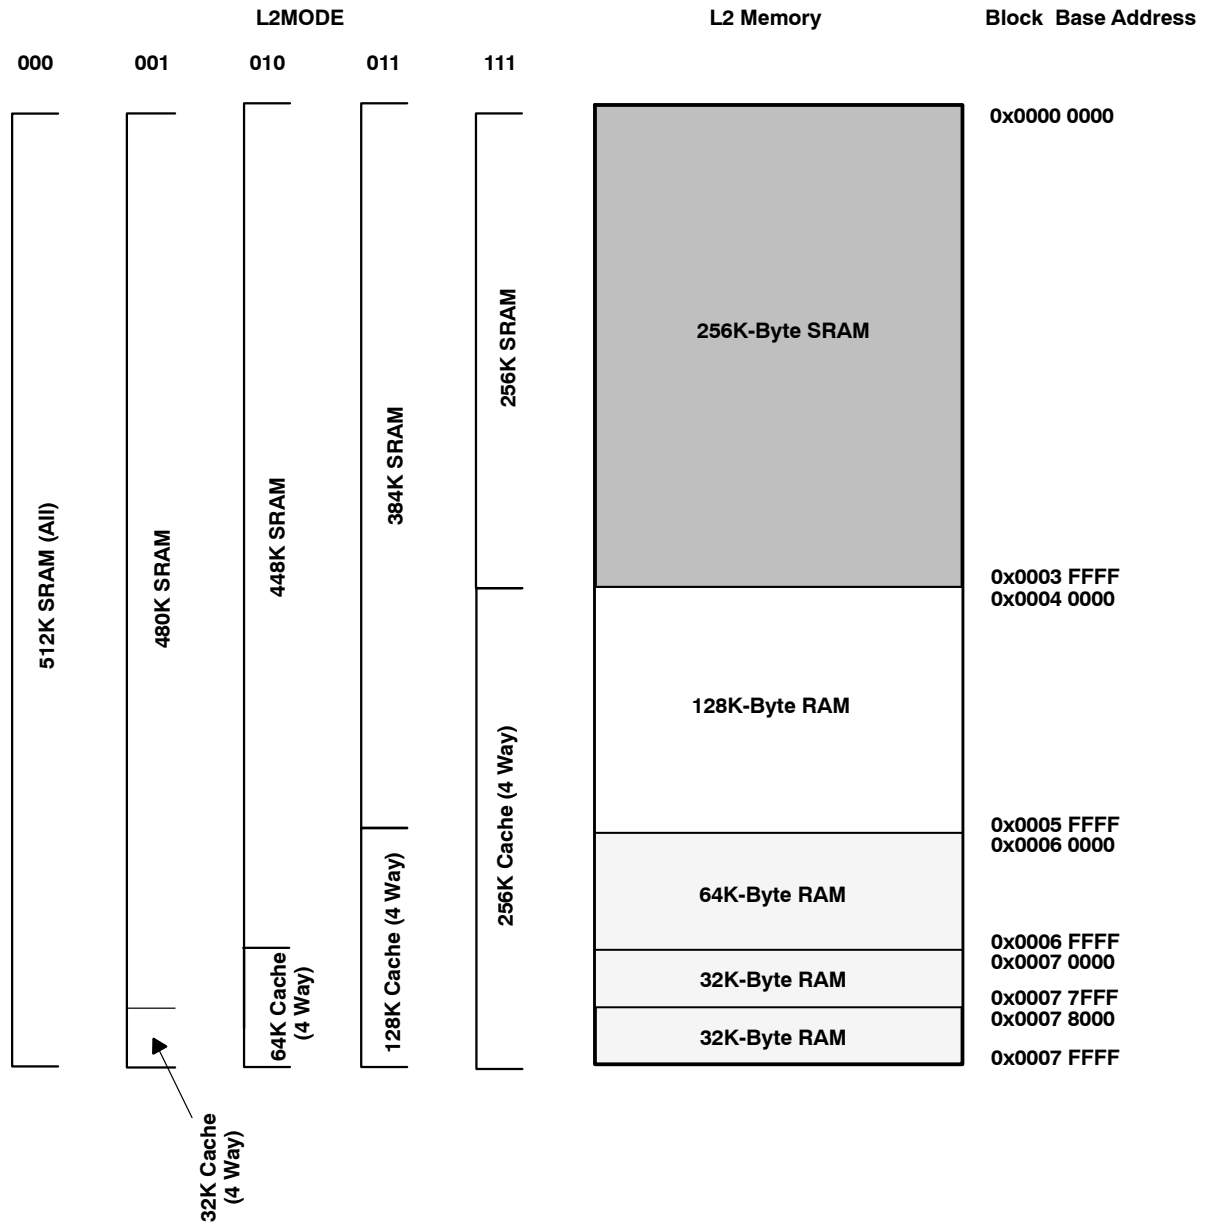 L2MODE
L2 Memory
Block Base Address
000
001
010
011
111
512K SRAM (All)
480K SRAM
32K Cache
(4 Way)
448K SRAM
64K Cache
(4 Way)
384K SRAM
128K Cache (4 Way)
256K SRAM
256K Cache (4 Way)
256K-Byte SRAM
128K-Byte RAM
64K-Byte RAM
32K-Byte RAM
32K-Byte RAM
0x0000 0000
0x0003 FFFF
0x0004 0000
0x0005 FFFF
0x0006 0000
0x0006 FFFF
0x0007 0000
0x0007 7FFF
0x0007 8000
0x0007 FFFF